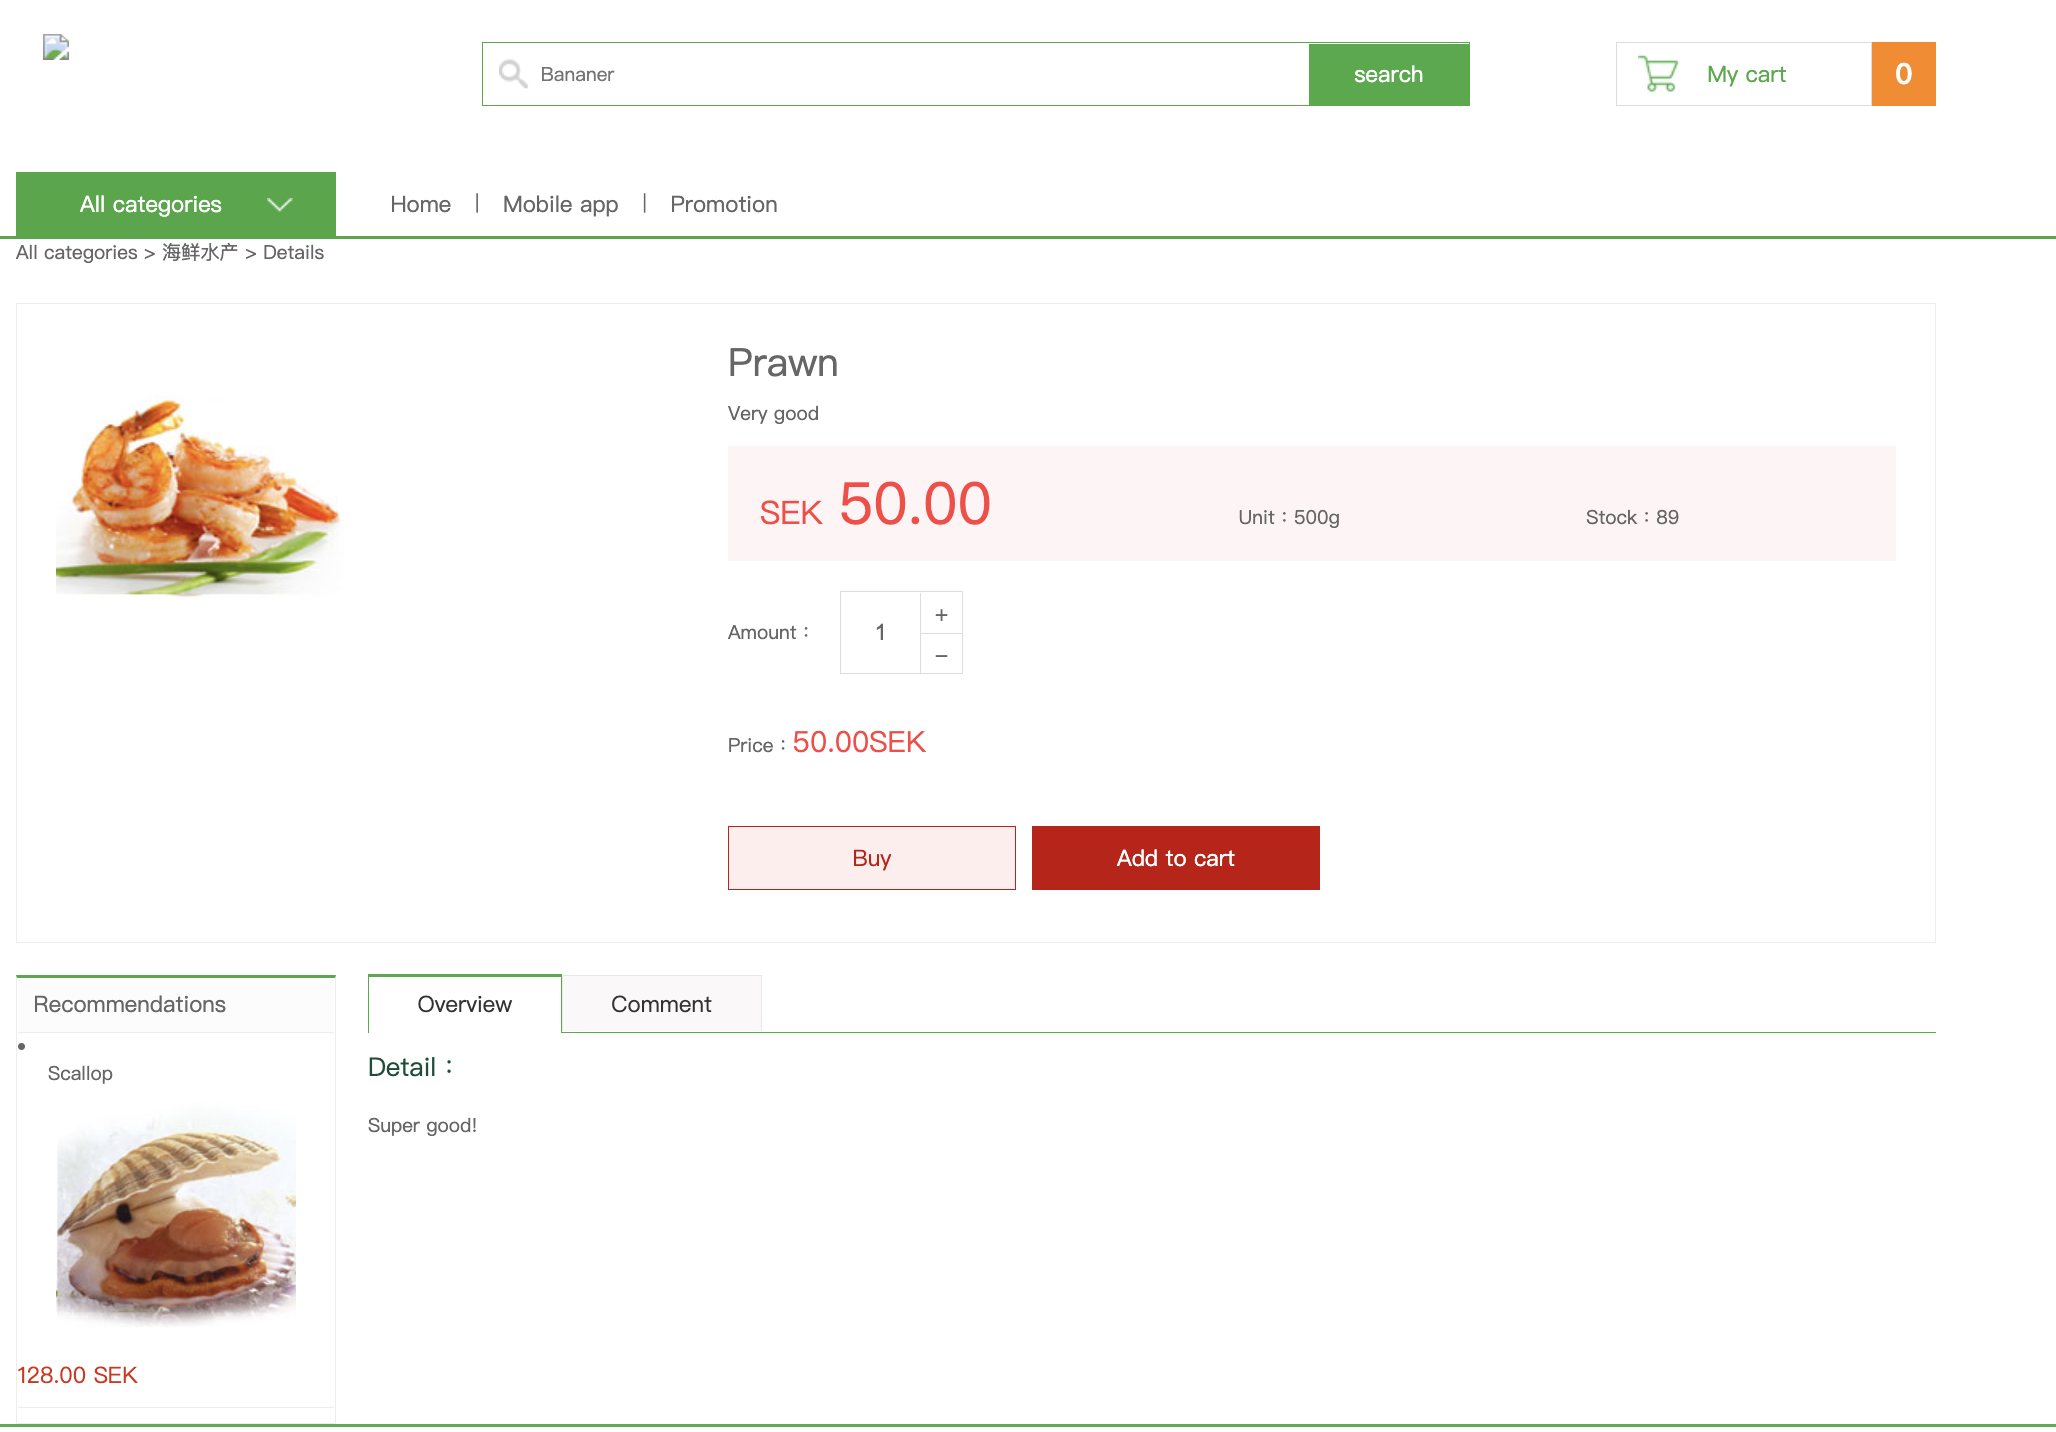 Bananer
search
My cart
0
All categories
Home | Mobile app | Promotion
All categories > 海鲜水产 > Details
Prawn
Very good
SEK 50.00
Unit：500g
Stock：89
Amount：
1
+
−
Price：50.00SEK
Buy
Add to cart
Recommendations
Overview
Comment
Scallop
Detail：
Super good!
128.00 SEK